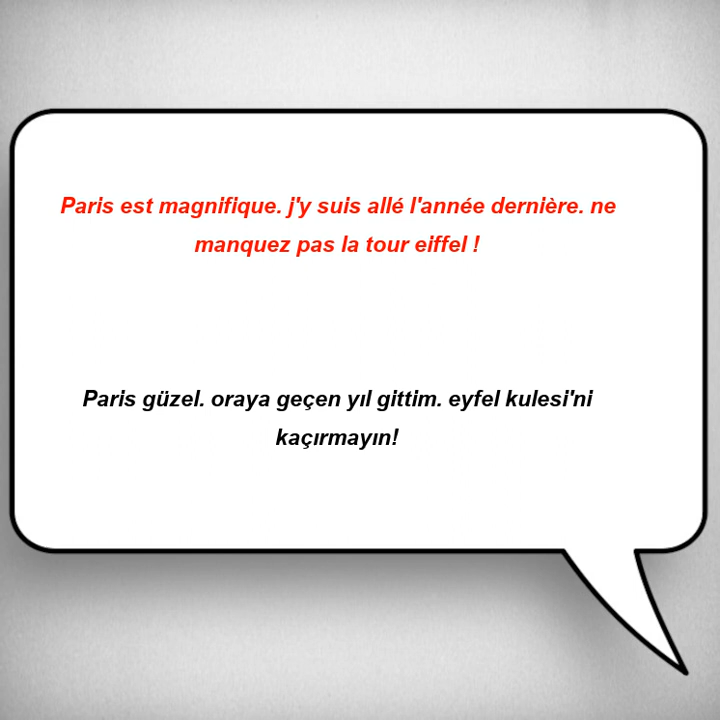 Paris est magnifique. j'y suis allé l'année dernière. ne
manquez pas la tour eiffel !
Paris güzel. oraya geçen yıl gittim. eyfel kulesi'ni
kaçırmayın!